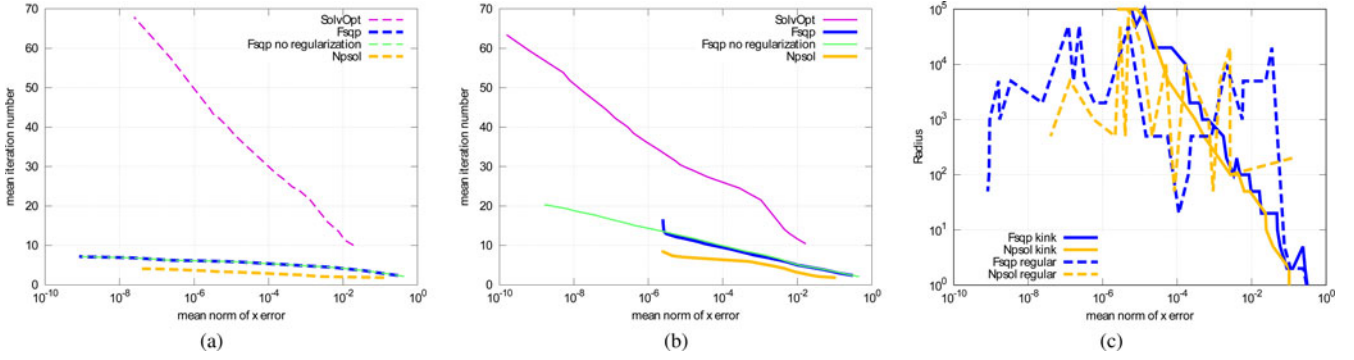 70
60
50
40
30
20
10
0
mean iteration number
SolvOpt
Fsqp
Fsqp no regularization
Npsol
10^-10
10^-8
10^-6
10^-4
10^-2
10^0
mean norm of x error
(a)
70
60
50
40
30
20
10
0
mean iteration number
SolvOpt
Fsqp
Fsqp no regularization
Npsol
10^-10
10^-8
10^-6
10^-4
10^-2
10^0
mean norm of x error
(b)
10^5
10^4
10^3
10^2
10^1
10^0
Radius
Fsqp kink
Npsol kink
Fsqp regular
Npsol regular
10^-10
10^-8
10^-6
10^-4
10^-2
10^0
mean norm of x error
(c)